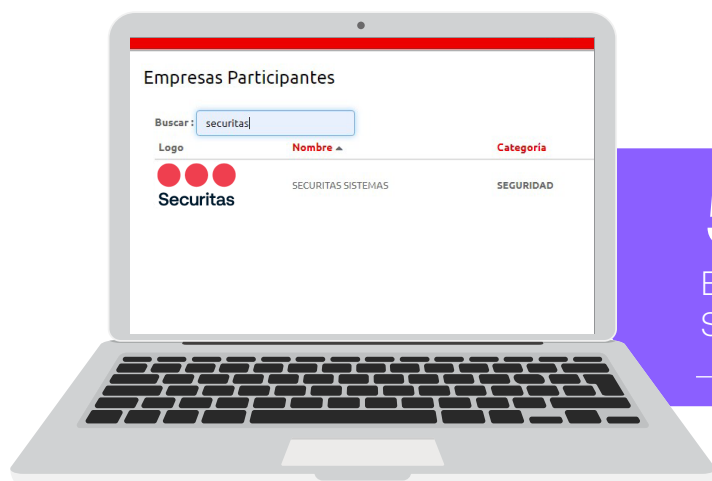 Empresas Participantes
Buscar : securitas
Logo Nombre Categoria
Securitas SECURITAS SISTEMAS SEGURIDAD